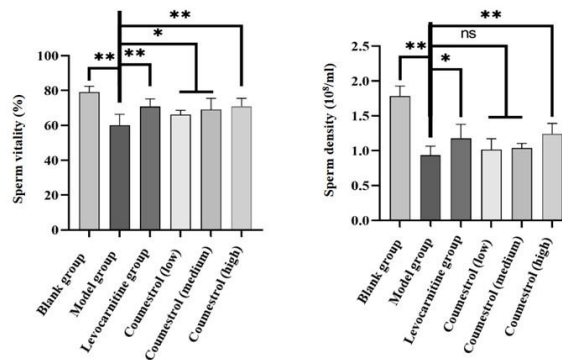 **
*
** **
100
80
60
40
20
0
Sperm vitality (%)
Blank group
Model group
Levocarnitine group
Coumestrol (low)
Coumestrol (medium)
Coumestrol (high)
**
ns
**
*
2.5
2.0
1.5
1.0
0.5
0.0
Sperm density (10⁸/ml)
Blank group
Model group
Levocarnitine group
Coumestrol (low)
Coumestrol (medium)
Coumestrol (high)